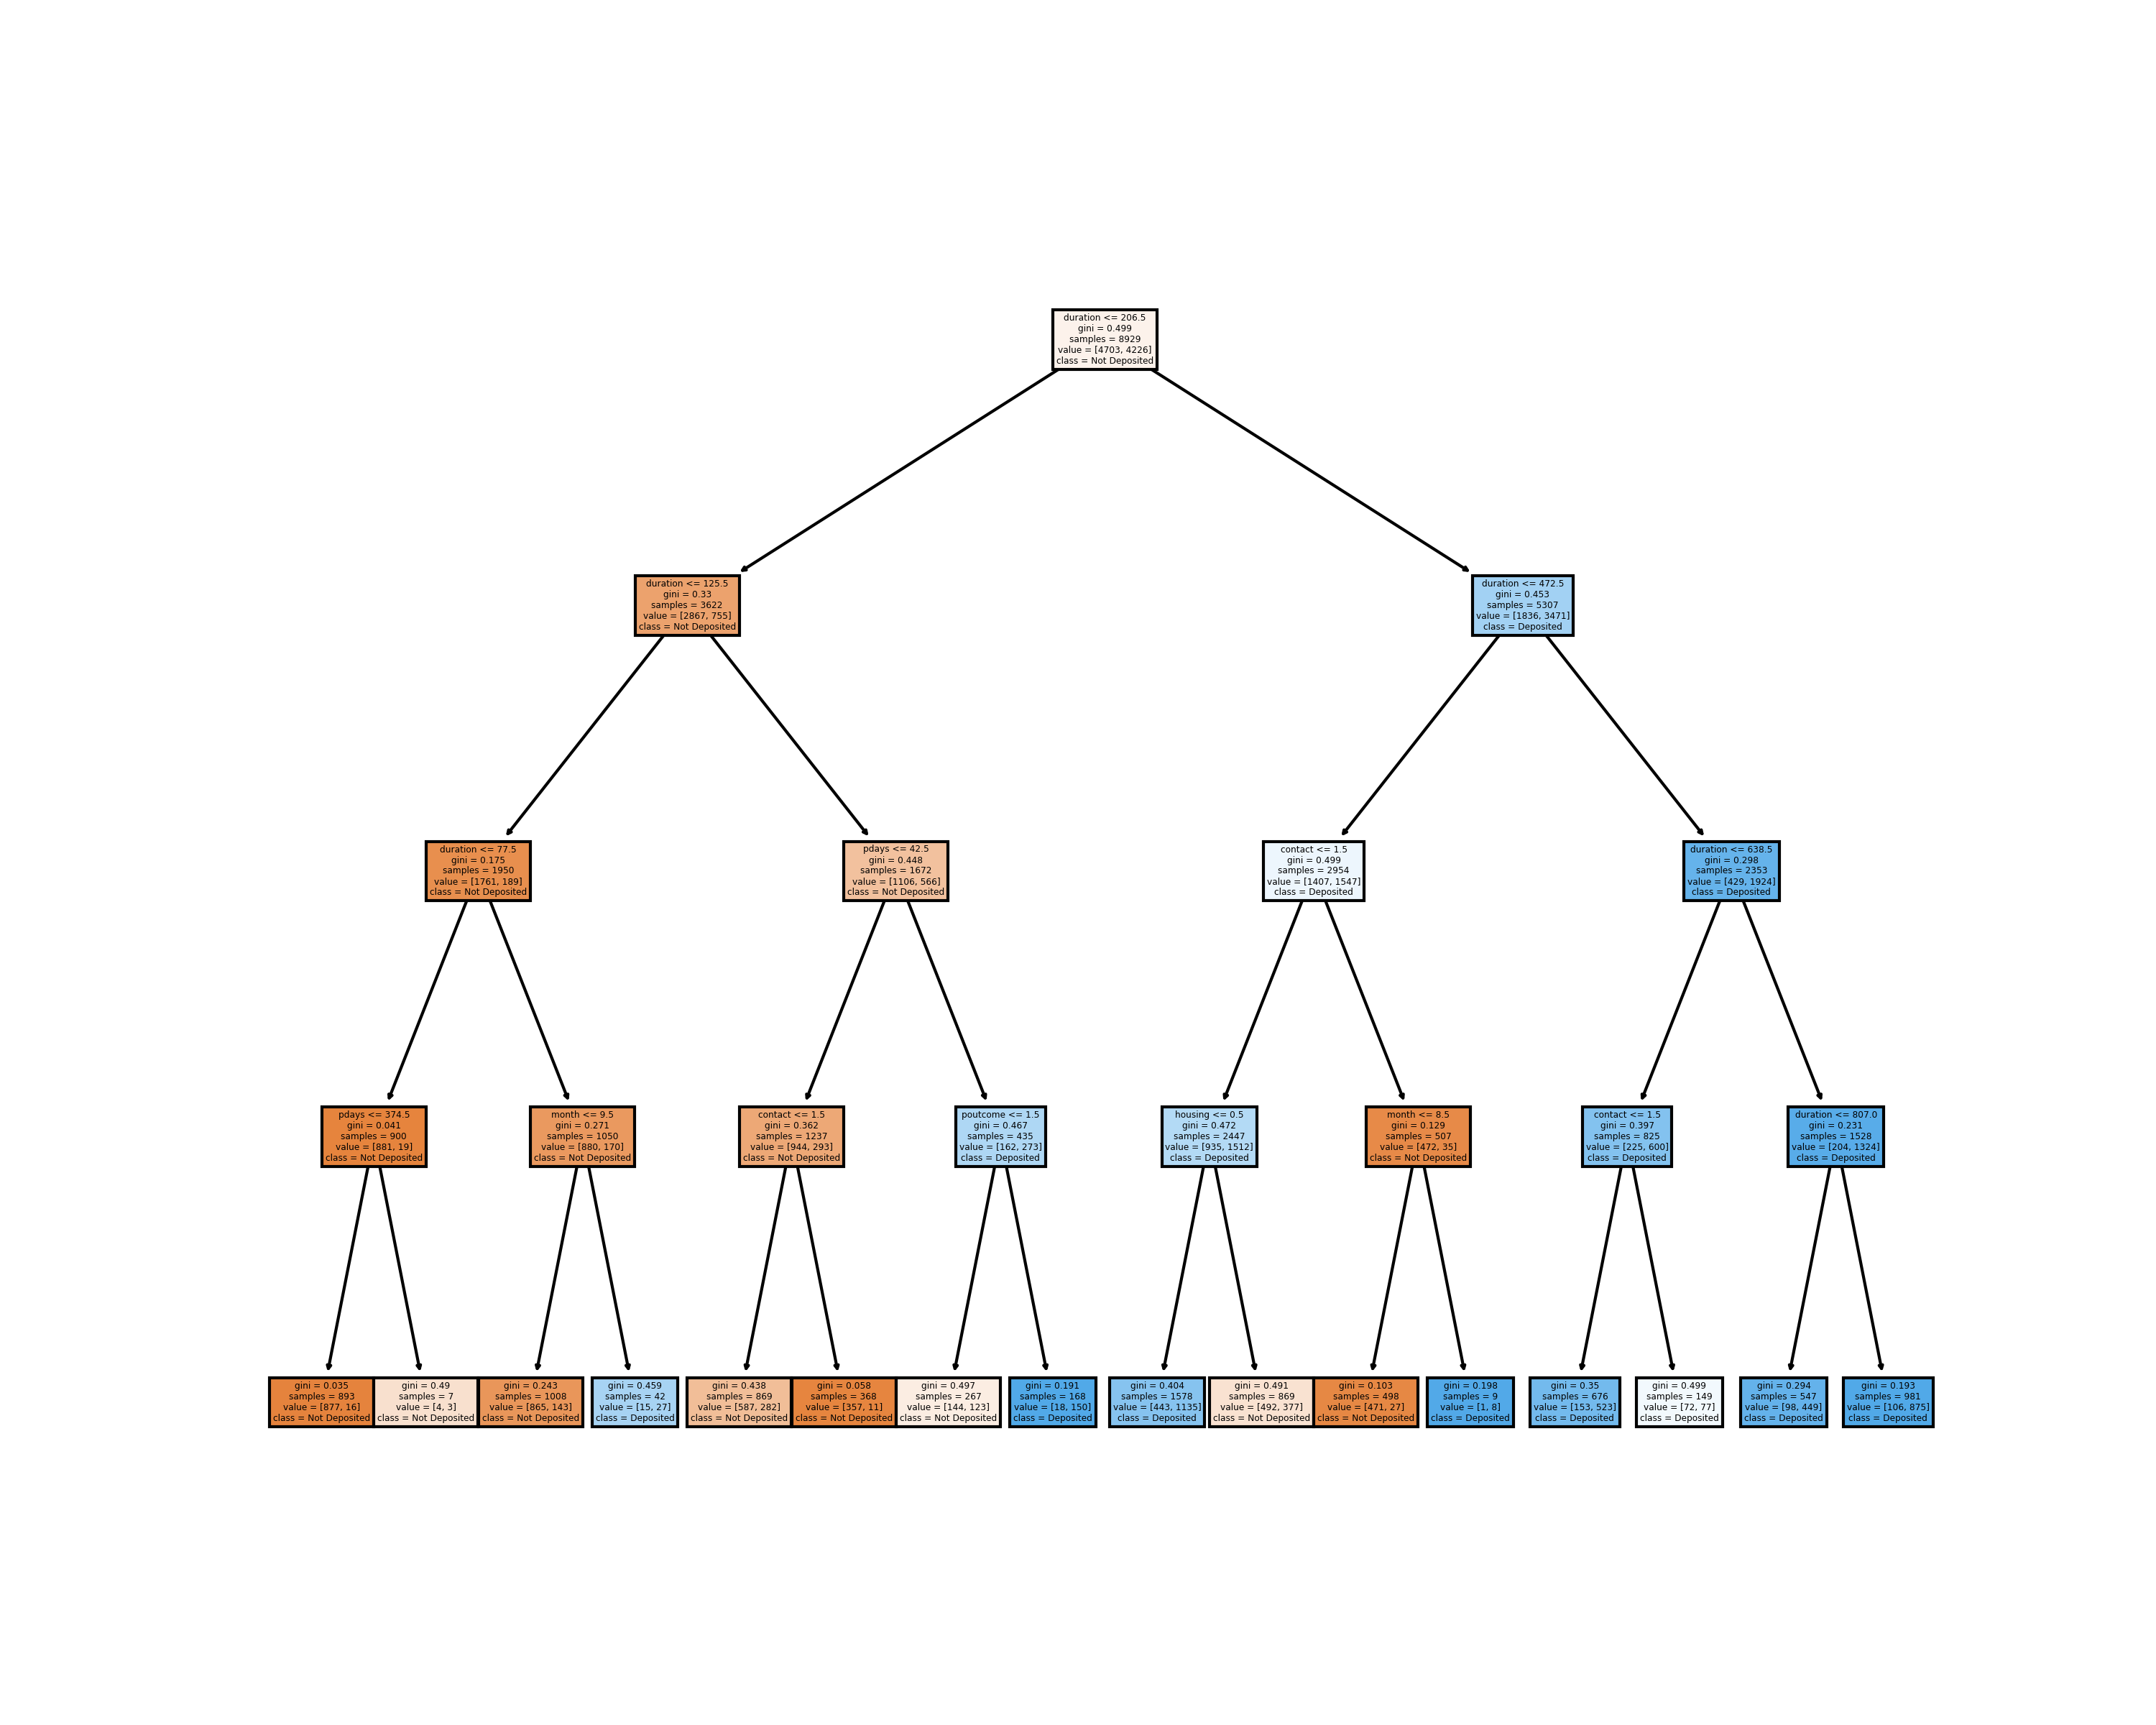 duration <= 206.5
gini = 0.499
samples = 8929
value = [4703, 4226]
class = Not Deposited
duration <= 125.5
gini = 0.33
samples = 3622
value = [2867, 755]
class = Not Deposited
duration <= 472.5
gini = 0.453
samples = 5307
value = [1836, 3471]
class = Deposited
duration <= 77.5
gini = 0.175
samples = 1950
value = [1761, 189]
class = Not Deposited
pdays <= 42.5
gini = 0.448
samples = 1672
value = [1106, 566]
class = Not Deposited
contact <= 1.5
gini = 0.499
samples = 2954
value = [1407, 1547]
class = Deposited
duration <= 638.5
gini = 0.298
samples = 2353
value = [429, 1924]
class = Deposited
pdays <= 374.5
gini = 0.041
samples = 900
value = [881, 19]
class = Not Deposited
month <= 9.5
gini = 0.271
samples = 1050
value = [880, 170]
class = Not Deposited
contact <= 1.5
gini = 0.362
samples = 1237
value = [944, 293]
class = Not Deposited
poutcome <= 1.5
gini = 0.467
samples = 435
value = [162, 273]
class = Deposited
housing <= 0.5
gini = 0.472
samples = 2447
value = [935, 1512]
class = Deposited
month <= 8.5
gini = 0.129
samples = 507
value = [472, 35]
class = Not Deposited
contact <= 1.5
gini = 0.397
samples = 825
value = [225, 600]
class = Deposited
duration <= 807.0
gini = 0.231
samples = 1528
value = [204, 1324]
class = Deposited
gini = 0.035
samples = 893
value = [877, 16]
class = Not Deposited
gini = 0.49
samples = 7
value = [4, 3]
class = Not Deposited
gini = 0.243
samples = 1008
value = [865, 143]
class = Not Deposited
gini = 0.459
samples = 42
value = [15, 27]
class = Deposited
gini = 0.438
samples = 869
value = [587, 282]
class = Not Deposited
gini = 0.058
samples = 368
value = [357, 11]
class = Not Deposited
gini = 0.497
samples = 267
value = [144, 123]
class = Not Deposited
gini = 0.191
samples = 168
value = [18, 150]
class = Deposited
gini = 0.404
samples = 1578
value = [443, 1135]
class = Deposited
gini = 0.491
samples = 869
value = [492, 377]
class = Not Deposited
gini = 0.103
samples = 498
value = [471, 27]
class = Not Deposited
gini = 0.198
samples = 9
value = [1, 8]
class = Deposited
gini = 0.35
samples = 676
value = [153, 523]
class = Deposited
gini = 0.499
samples = 149
value = [72, 77]
class = Deposited
gini = 0.294
samples = 547
value = [98, 449]
class = Deposited
gini = 0.193
samples = 981
value = [106, 875]
class = Deposited